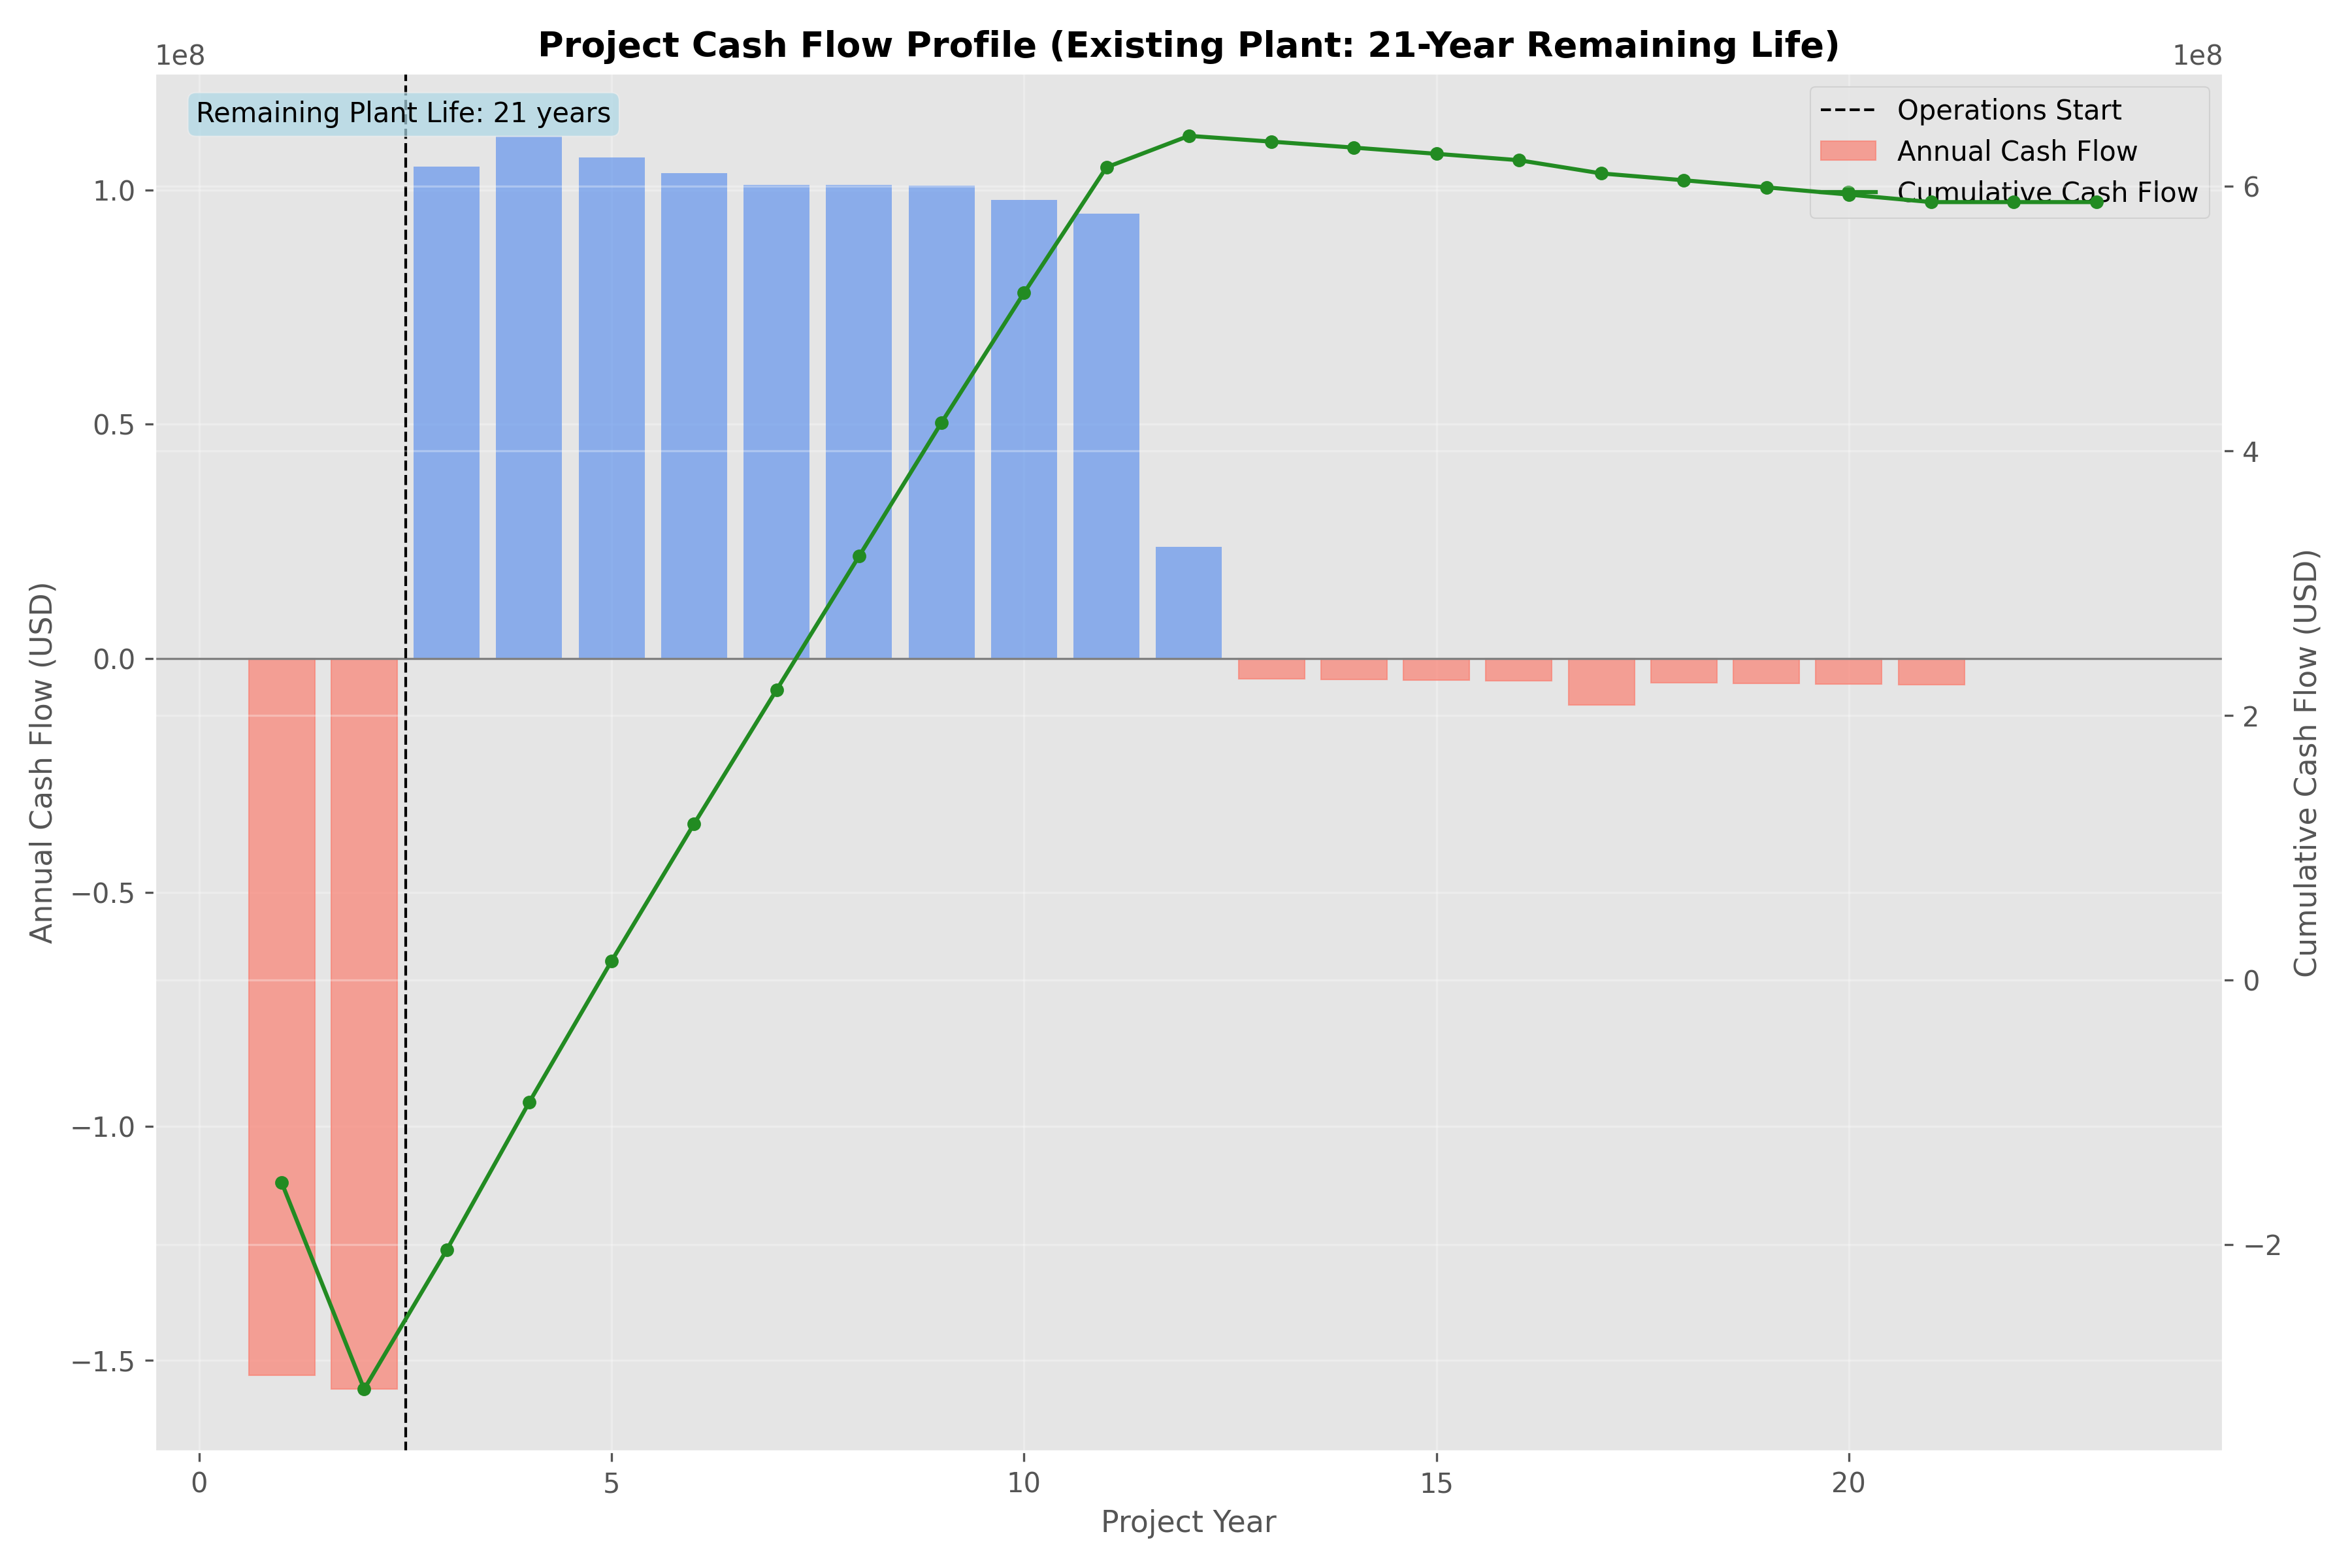 Project Cash Flow Profile (Existing Plant: 21-Year Remaining Life)
1e8
1e8
Remaining Plant Life: 21 years
Operations Start
Annual Cash Flow
Cumulative Cash Flow
Annual Cash Flow (USD)
1.0
0.5
0.0
−0.5
−1.0
−1.5
Cumulative Cash Flow (USD)
6
4
2
0
−2
0
5
10
15
20
Project Year